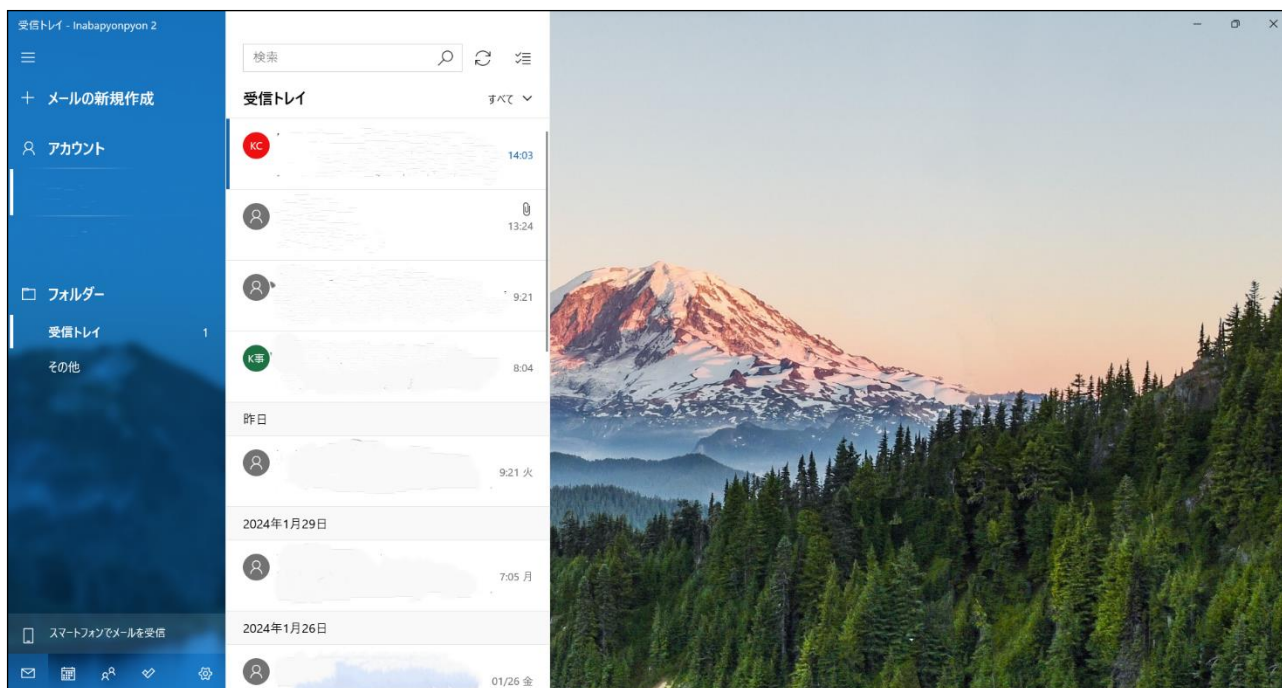 受信トレイ - Inabapyonpyon 2
検索
メールの新規作成
受信トレイ
すべて
アカウント
KC
14:03
13:24
フォルダー
9:21
受信トレイ 1
その他
K事
8:04
昨日
9:21 火
2024年1月29日
7:05 月
スマートフォンでメールを受信
2024年1月26日
01/26 金